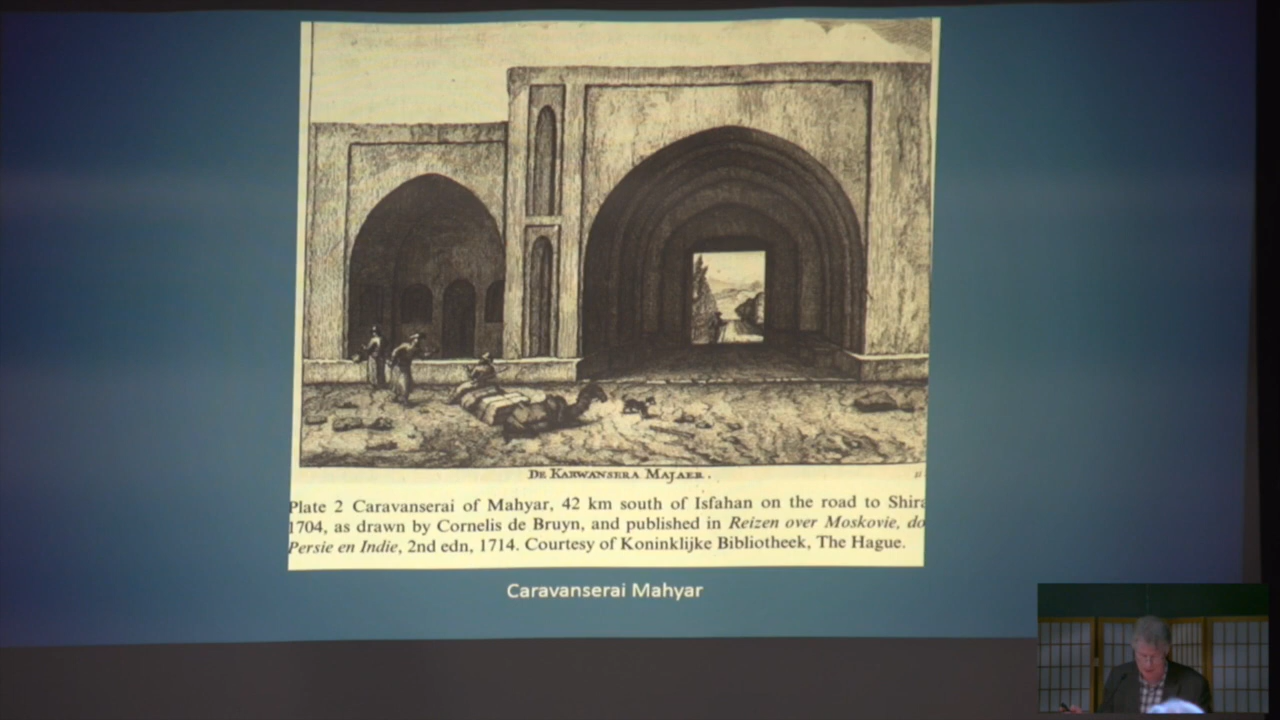 DE KARWANSERA MAJAER.
Plate 2 Caravanserai of Mahyar, 42 km south of Isfahan on the road to Shira
1704, as drawn by Cornelis de Bruyn, and published in Reizen over Moskovie, do
Persie en Indie, 2nd edn, 1714. Courtesy of Koninklijke Bibliotheek, The Hague.
Caravanserai Mahyar